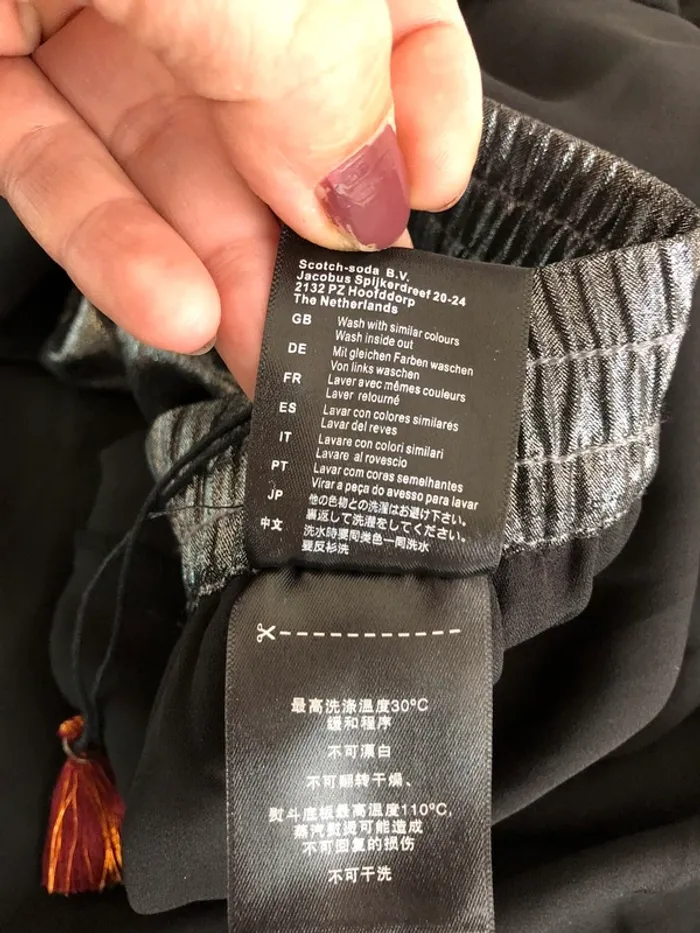 Scotch-soda B.V.
Jacobus Spijkerdreef 20-24
2132 PZ Hoofddorp
The Netherlands
GB Wash with similar colours
Wash inside out
DE Mit gleichen Farben waschen
Von links waschen
FR Laver avec mêmes couleurs
Laver retourné
ES Lavar con colores similares
Lavar del reves
IT Lavare con colori similari
Lavare al rovescio
PT Lavar com cores semelhantes
Virar a peça do avesso para lavar
JP 他の色物との洗濯はお避け下さい。
裏返して洗濯をしてください。
中文 洗水時要同类色一同洗水
要反衫洗
最高洗涤温度30°C
缓和程序
不可漂白
不可翻转干燥、
熨斗底板最高温度110°C,
蒸汽熨烫可能造成
不可回复的损伤
不可干洗